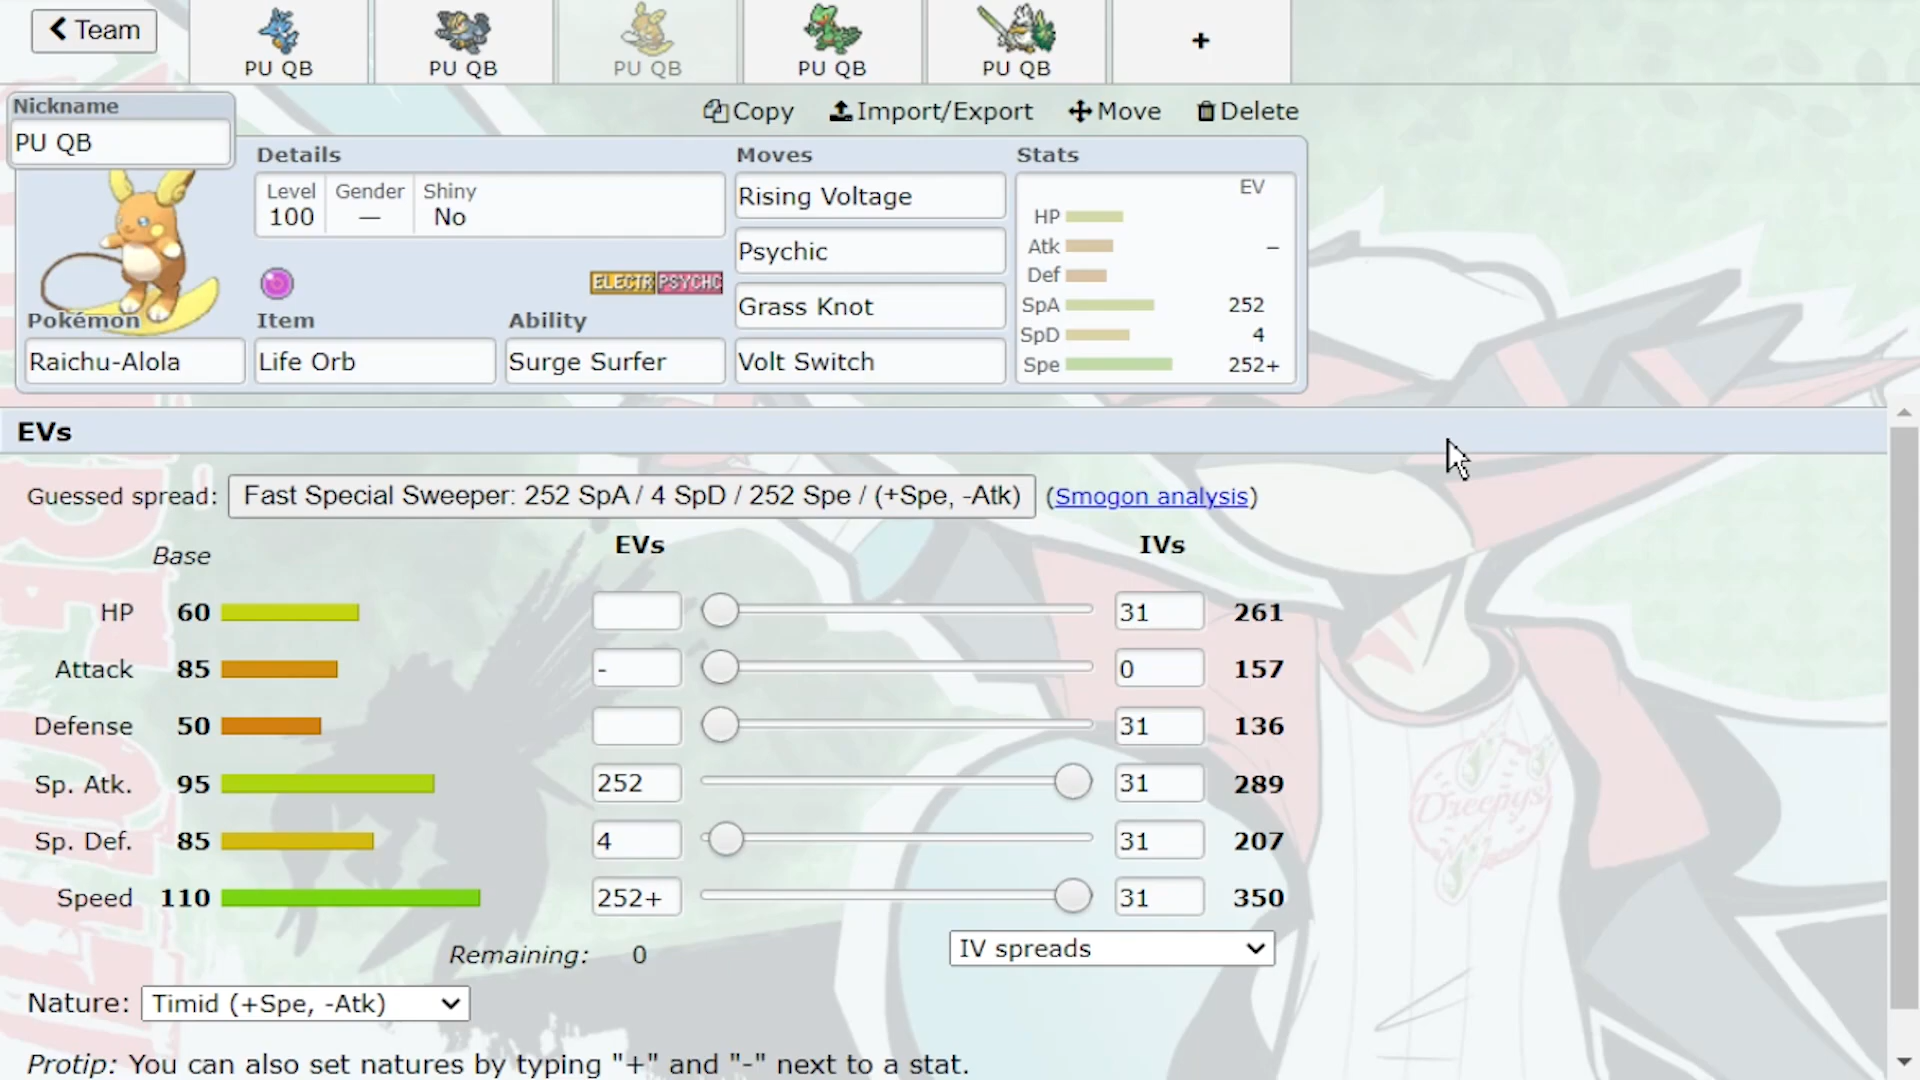 Team
PU QB
PU QB
PU QB
PU QB
PU QB
+
Nickname
PU QB
Copy
Import/Export
Move
Delete
Details
Moves
Stats
Level
Gender
Shiny
100
—
No
Rising Voltage
Psychic
Grass Knot
Volt Switch
EV
HP
Atk –
Def
SpA 252
SpD 4
Spe 252+
ELECTR PSYCHC
Pokémon
Item
Ability
Raichu-Alola
Life Orb
Surge Surfer
EVs
Guessed spread: Fast Special Sweeper: 252 SpA / 4 SpD / 252 Spe / (+Spe, -Atk) (Smogon analysis)
Base EVs IVs
HP 60 31 261
Attack 85 - 0 157
Defense 50 31 136
Sp. Atk. 95 252 31 289
Sp. Def. 85 4 31 207
Speed 110 252+ 31 350
Remaining: 0 IV spreads
Nature: Timid (+Spe, -Atk)
Protip: You can also set natures by typing "+" and "-" next to a stat.
Dreepys